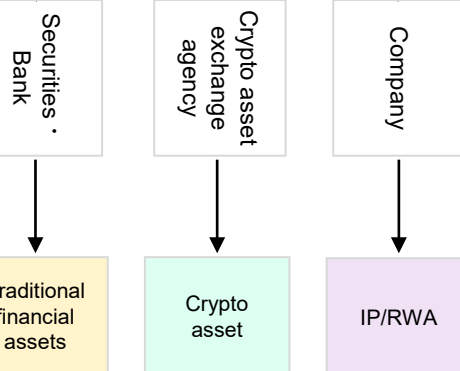 Securities・
Bank
Crypto asset
exchange
agency
Company
raditional
financial
assets
Crypto
asset
IP/RWA